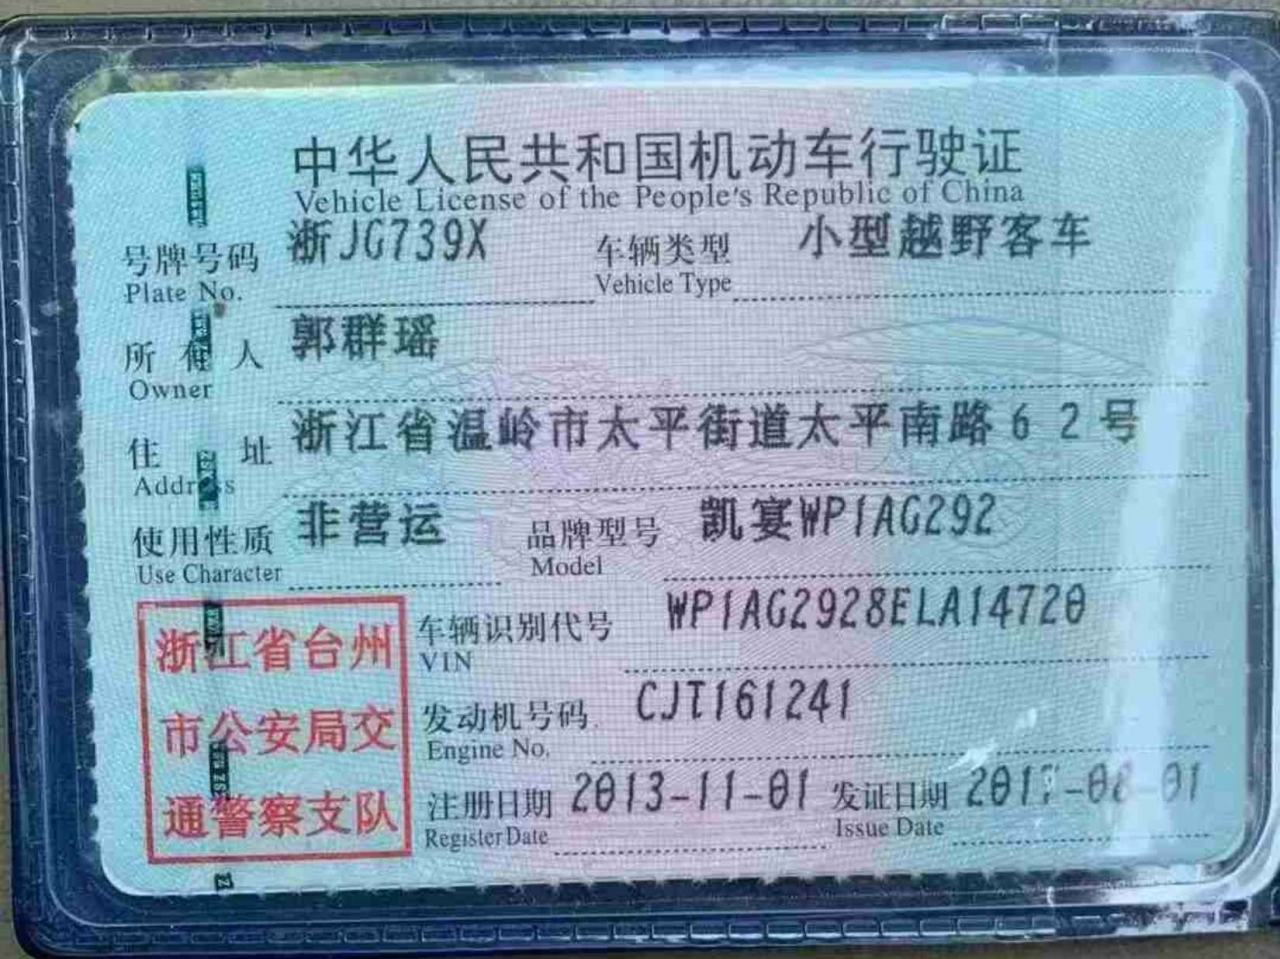 中华人民共和国机动车行驶证
Vehicle License of the People's Republic of China
号牌号码 浙JG739X 车辆类型 小型越野客车
Plate No. Vehicle Type
所有人 郭群瑶
Owner
住址 浙江省温岭市太平街道太平南路62号
Address
使用性质 非营运 品牌型号 凯宴WP1AG292
Use Character Model
浙江省台州
市公安局交
通警察支队
车辆识别代号 WP1AG2928ELA14720
VIN
发动机号码 CJT161241
Engine No.
注册日期 2013-11-01 发证日期
Register Date Issue Date